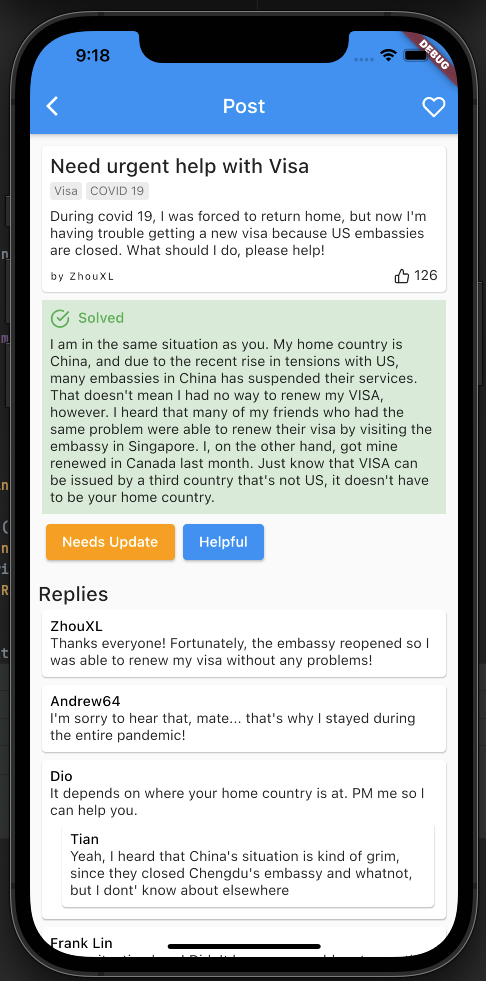 9:18
DEBUG
Post
Need urgent help with Visa
Visa COVID 19
During covid 19, I was forced to return home, but now I'm
having trouble getting a new visa because US embassies
are closed. What should I do, please help!
by ZhouXL 126
Solved
I am in the same situation as you. My home country is
China, and due to the recent rise in tensions with US,
many embassies in China has suspended their services.
That doesn't mean I had no way to renew my VISA,
however. I heard that many of my friends who had the
same problem were able to renew their visa by visiting the
embassy in Singapore. I, on the other hand, got mine
renewed in Canada last month. Just know that VISA can
be issued by a third country that's not US, it doesn't have
to be your home country.
Needs Update Helpful
Replies
ZhouXL
Thanks everyone! Fortunately, the embassy reopened so I
was able to renew my visa without any problems!
Andrew64
I'm sorry to hear that, mate... that's why I stayed during
the entire pandemic!
Dio
It depends on where your home country is at. PM me so I
can help you.
Tian
Yeah, I heard that China's situation is kind of grim,
since they closed Chengdu's embassy and whatnot,
but I dont' know about elsewhere
Frank Lin